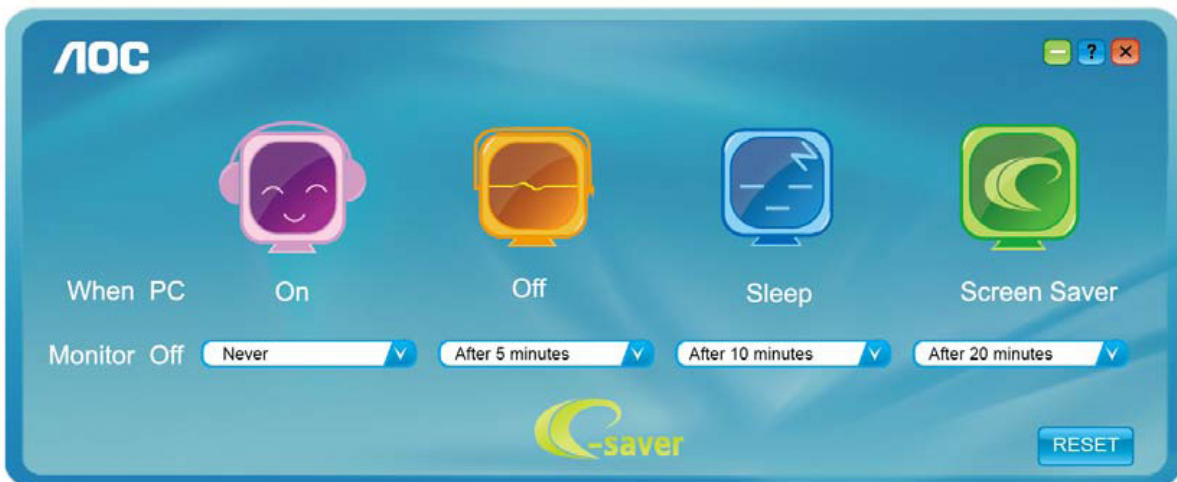 AOC
?
When PC On Off Sleep Screen Saver
Monitor Off Never After 5 minutes After 10 minutes After 20 minutes
e-saver
RESET